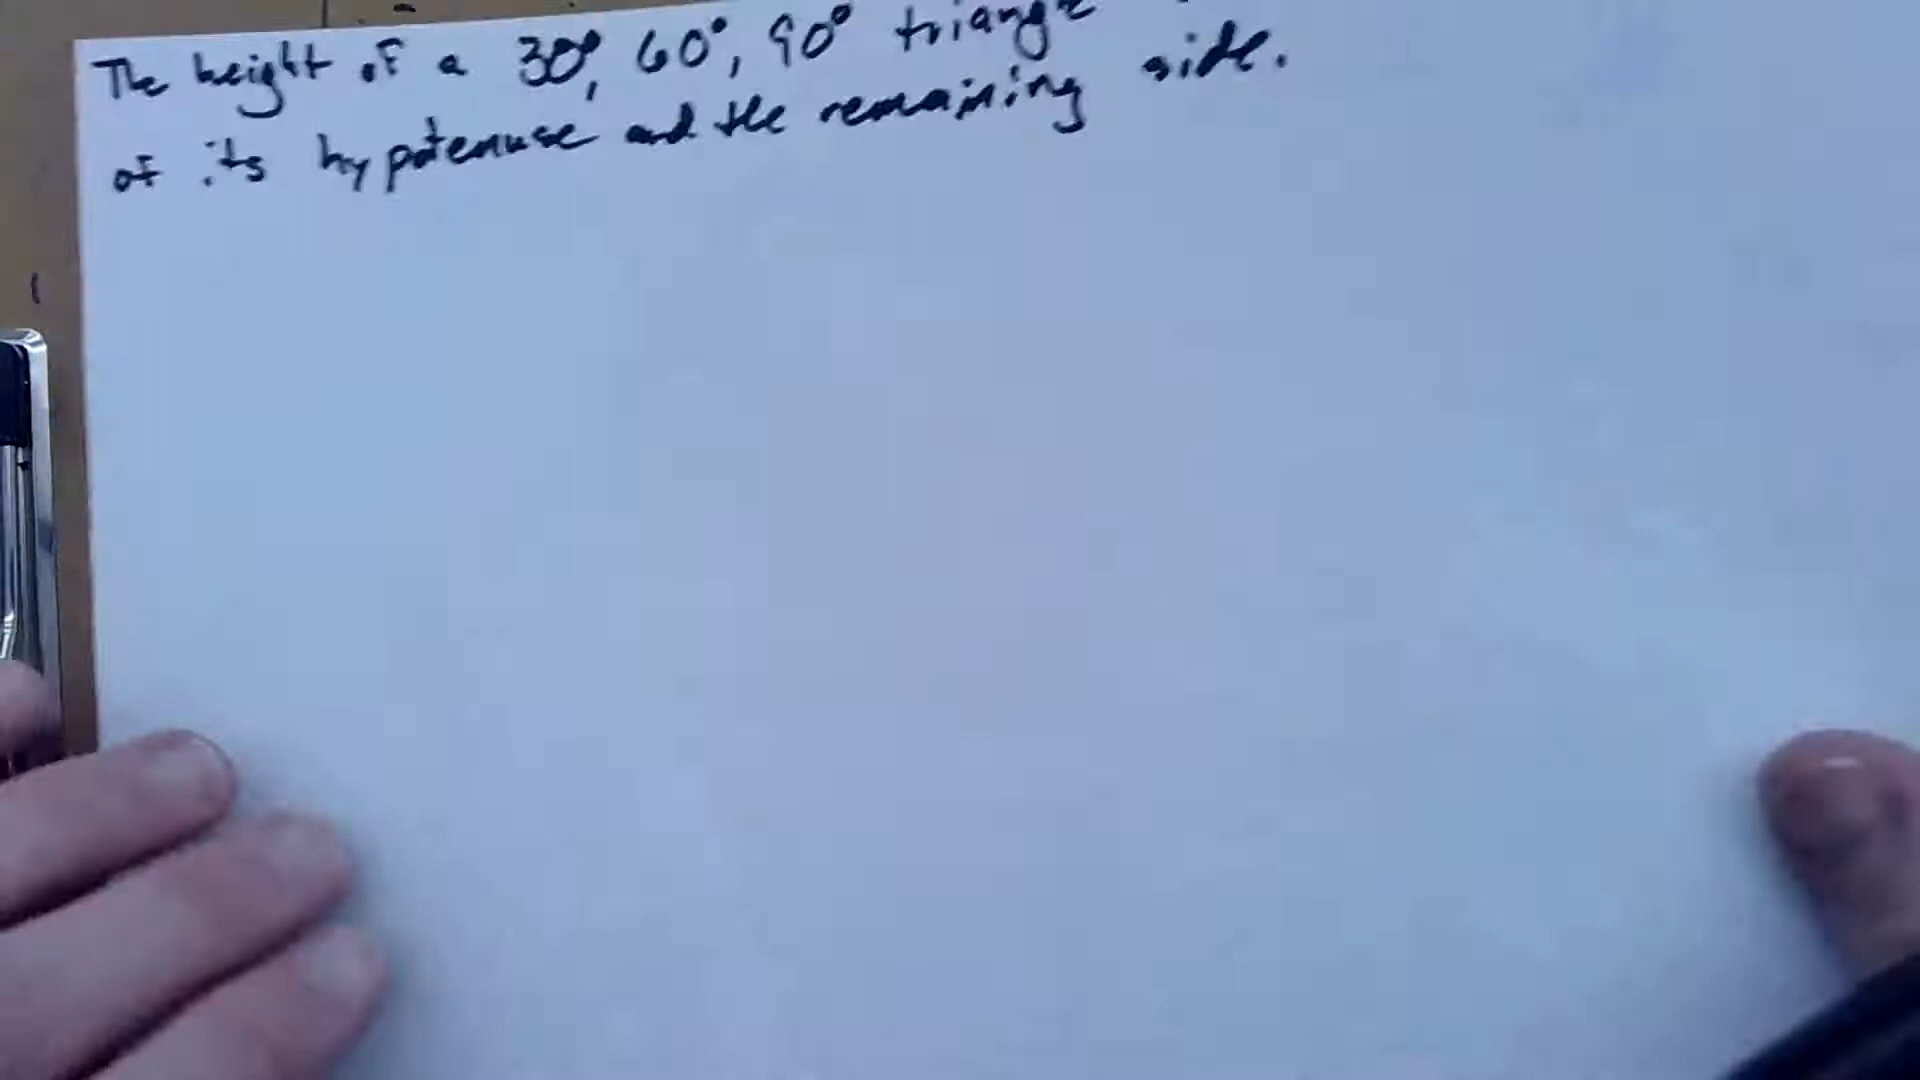 The height of a 30°, 60°, 90° triangle
of its hypotenuse and the remaining side.